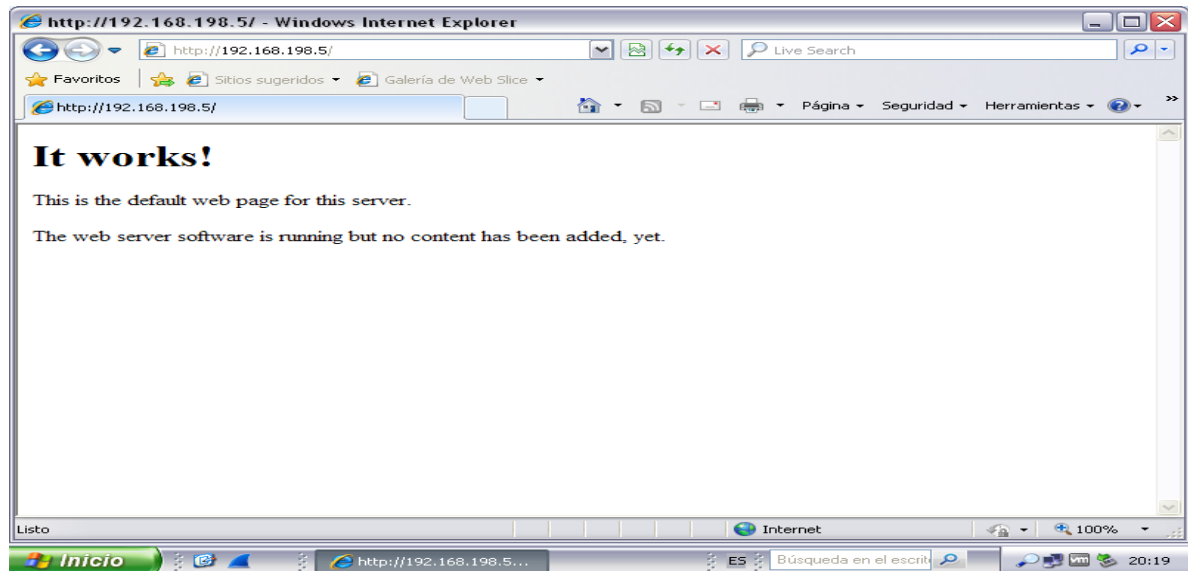 http://192.168.198.5/ - Windows Internet Explorer
http://192.168.198.5/
Live Search
Favoritos
Sitios sugeridos
Galería de Web Slice
http://192.168.198.5/
Página
Seguridad
Herramientas
»
It works!
This is the default web page for this server.
The web server software is running but no content has been added, yet.
Listo
Internet
100%
Inicio
http://192.168.198.5...
ES
Búsqueda en el escrit
vm
20:19